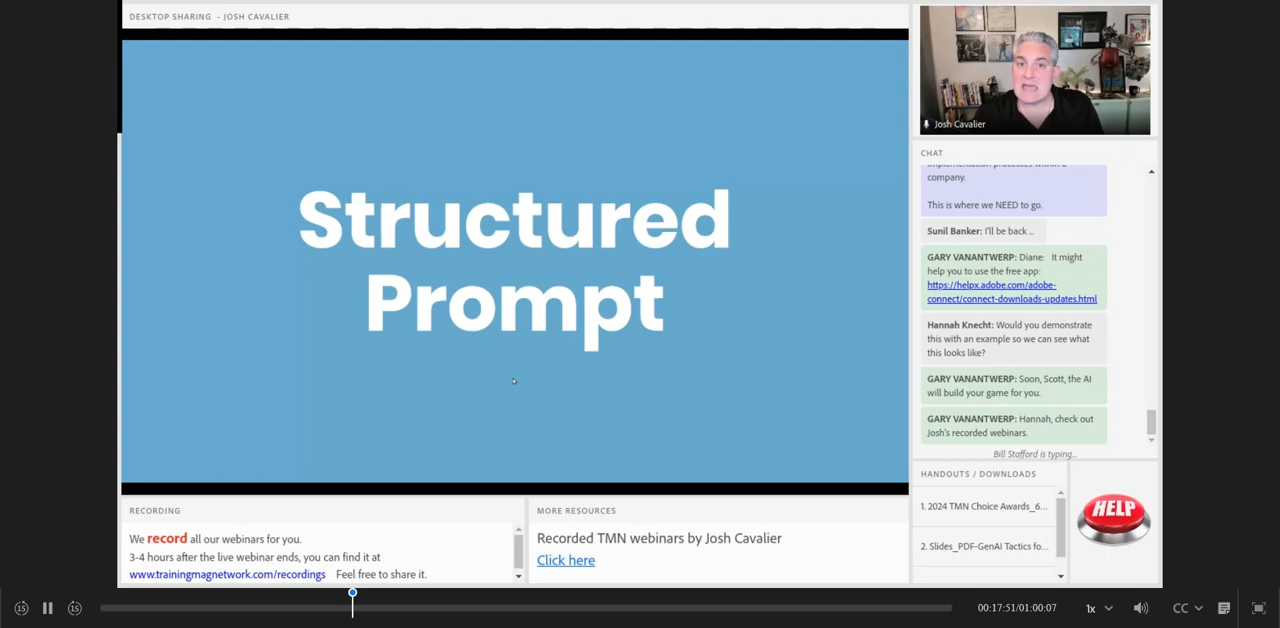 DESKTOP SHARING - JOSH CAVALIER
Structured
Prompt
Josh Cavalier
CHAT
company.
This is where we NEED to go.
Sunil Banker: I'll be back ..
GARY VANANTWERP: Diane: It might
help you to use the free app:
https://helpx.adobe.com/adobe-
connect/connect-downloads-updates.html
Hannah Knecht: Would you demonstrate
this with an example so we can see what
this looks like?
GARY VANANTWERP: Soon, Scott, the AI
will build your game for you.
GARY VANANTWERP: Hannah, check out
Josh's recorded webinars.
Bill Stafford is typing...
RECORDING
We record all our webinars for you.
3-4 hours after the live webinar ends, you can find it at
www.trainingmagnetwork.com/recordings Feel free to share it.
MORE RESOURCES
Recorded TMN webinars by Josh Cavalier
Click here
HANDOUTS / DOWNLOADS
1. 2024 TMN Choice Awards_6...
2. Slides_PDF-GenAI Tactics fo...
HELP
15
15
00:17:51/01:00:07
1x
CC